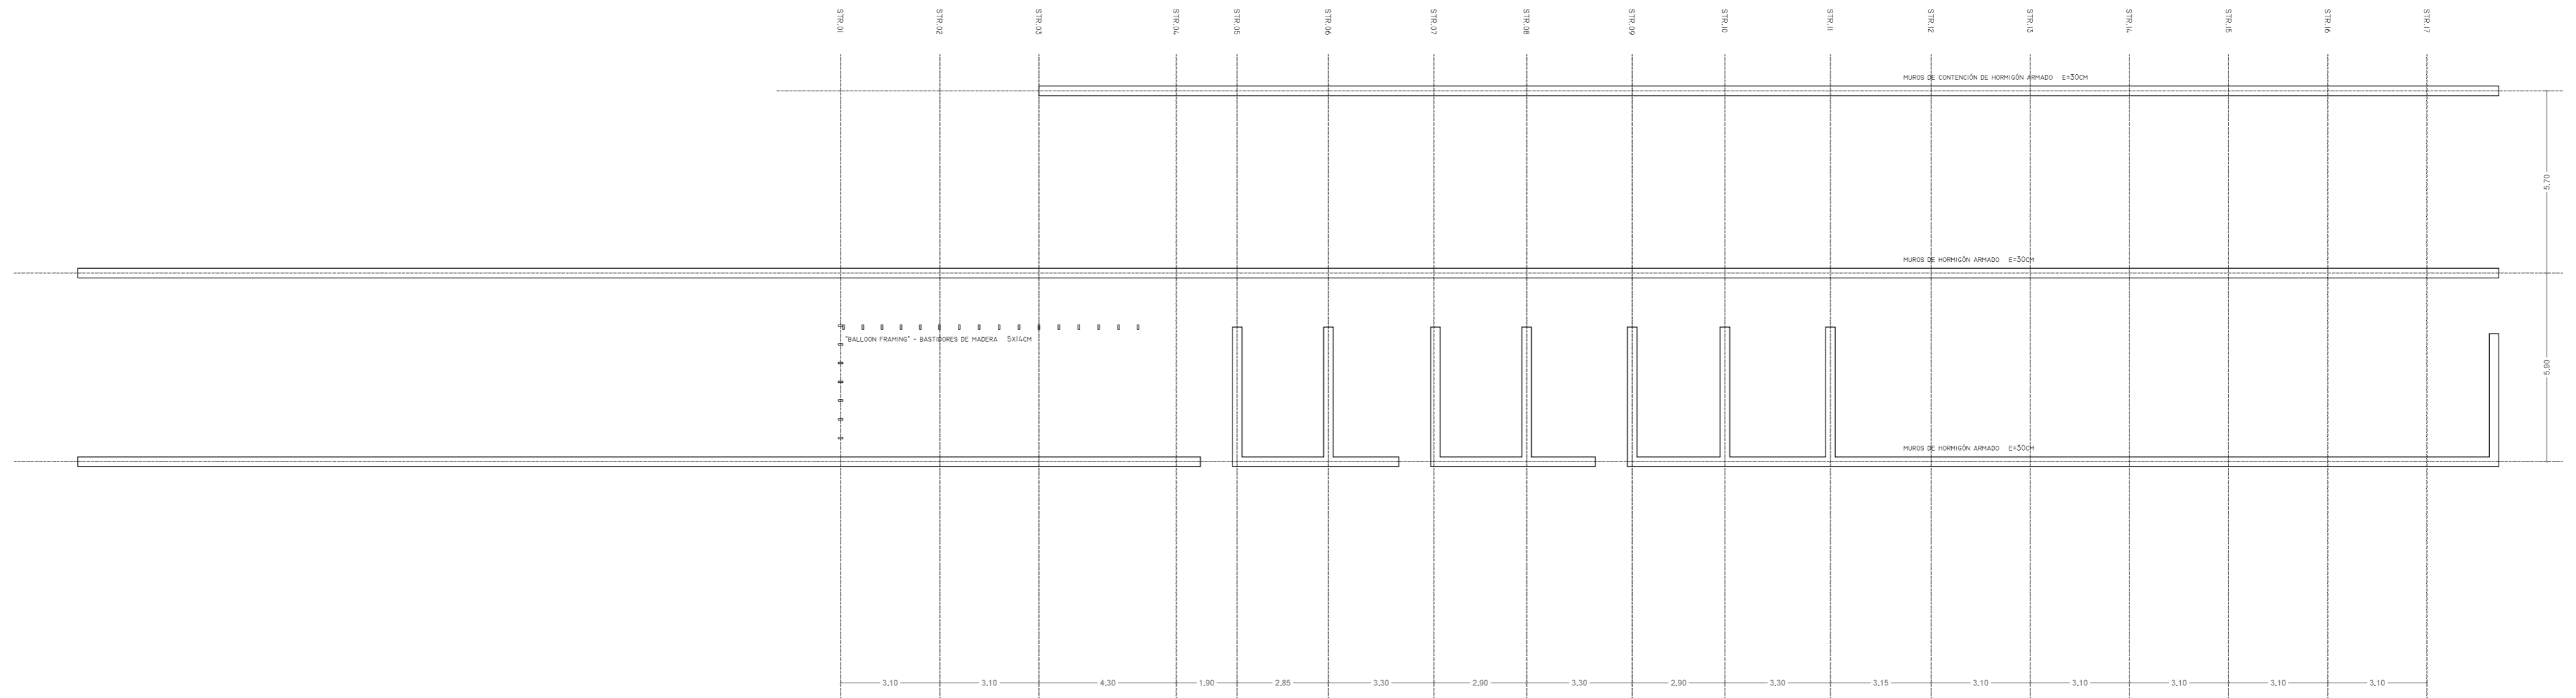 STR.01
STR.02
STR.03
STR.04
STR.05
STR.06
STR.07
STR.08
STR.09
STR.10
STR.11
STR.12
STR.13
STR.14
STR.15
STR.16
STR.17
MUROS DE CONTENCIÓN DE HORMIGÓN ARMADO E=30CM
5,70
MUROS DE HORMIGÓN ARMADO E=30CM
"BALLOON FRAMING" - BASTIDORES DE MADERA 5X14CM
5,90
MUROS DE HORMIGÓN ARMADO E=30CM
3,10
3,10
4,30
1,90
2,85
3,30
2,90
3,30
2,90
3,30
3,15
3,10
3,10
3,10
3,10
3,10